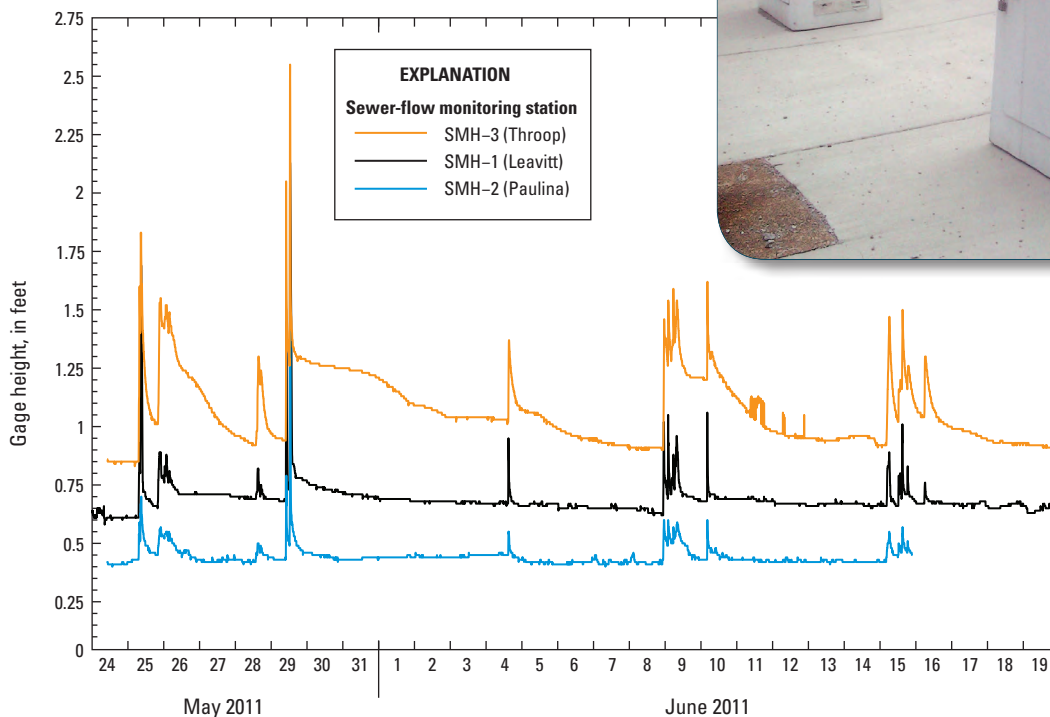 2.75
2.5
2.25
2
1.75
1.5
1.25
1
0.75
0.5
0.25
0
Gage height, in feet
EXPLANATION
Sewer-flow monitoring station
SMH–3 (Throop)
SMH–1 (Leavitt)
SMH–2 (Paulina)
24 25 26 27 28 29 30 31 1 2 3 4 5 6 7 8 9 10 11 12 13 14 15 16 17 18 19
May 2011 June 2011